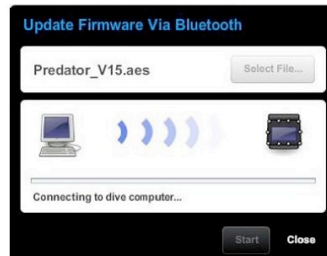 Update Firmware Via Bluetooth
Predator_V15.aes
Select File...
Connecting to dive computer...
Start
Close